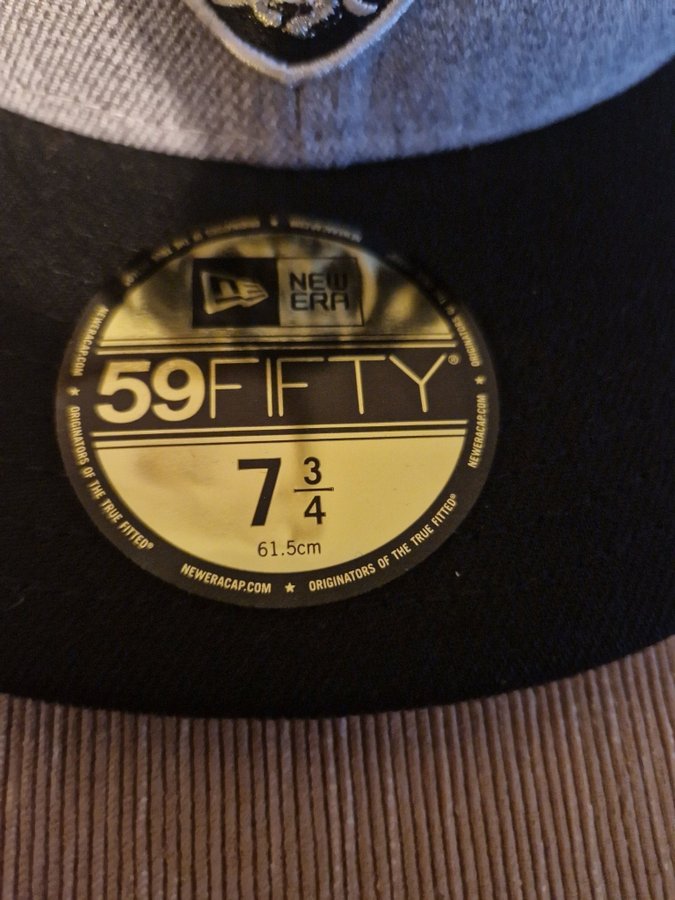 NEW
ERA
59FIFTY®
7 3/4
61.5cm
NEWERACAP.COM ★ ORIGINATORS OF THE TRUE FITTED®
ORIGINATORS OF THE TRUE FITTED®
NEWERACAP.COM
NEWERACAP.COM